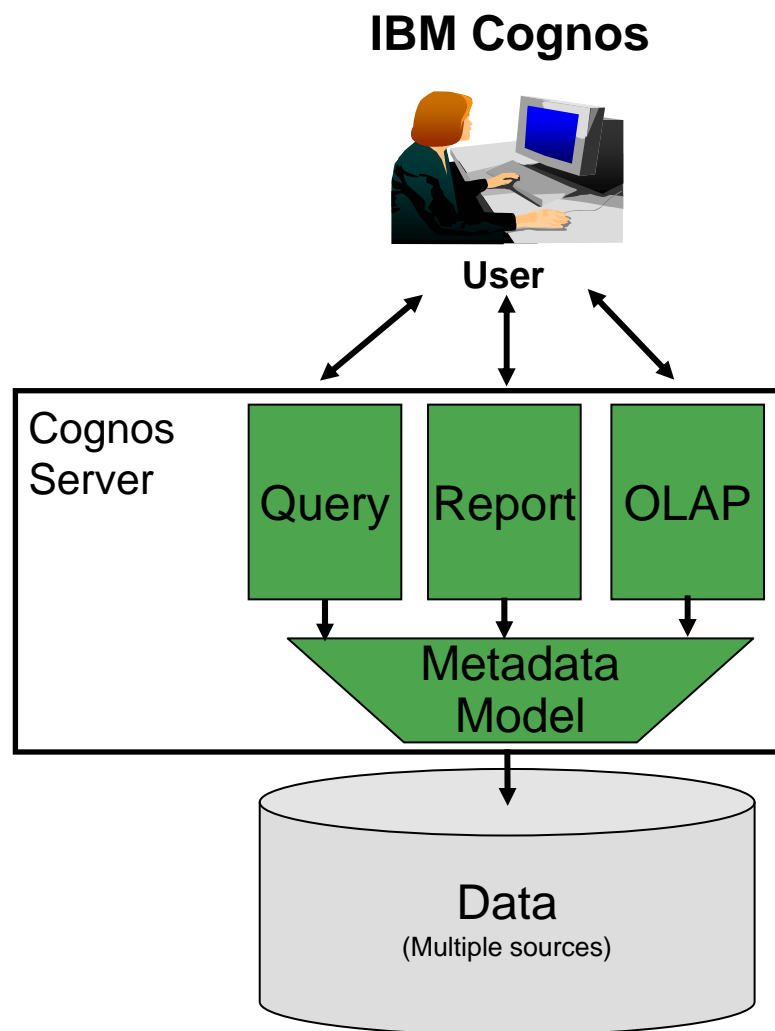 IBM Cognos
User
Cognos
Server
Query
Report
OLAP
Metadata
Model
Data
(Multiple sources)